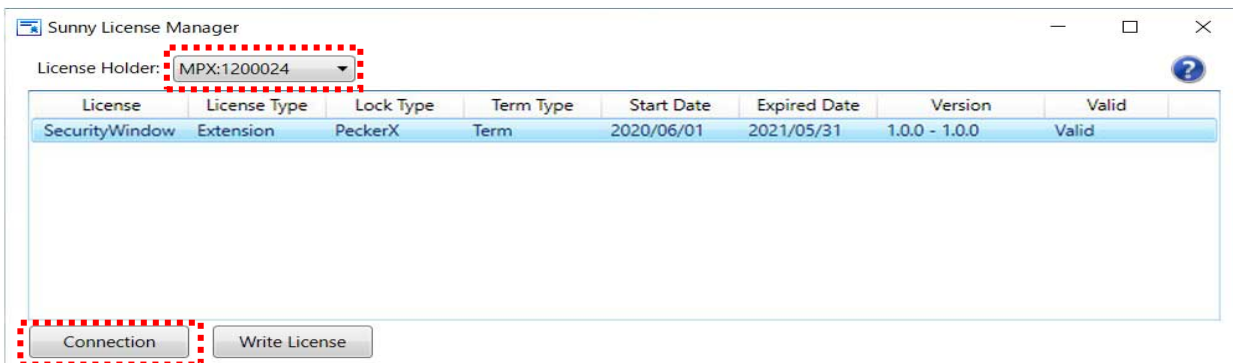 Sunny License Manager
License Holder: MPX:1200024
License License Type Lock Type Term Type Start Date Expired Date Version Valid
SecurityWindow Extension PeckerX Term 2020/06/01 2021/05/31 1.0.0 - 1.0.0 Valid
Connection Write License